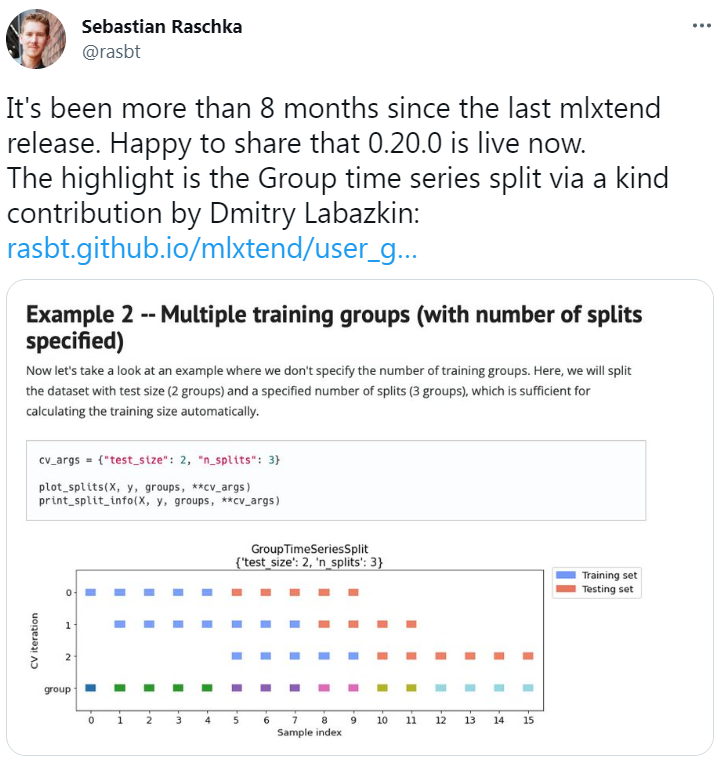 Sebastian Raschka
@rasbt
It's been more than 8 months since the last mlxtend
release. Happy to share that 0.20.0 is live now.
The highlight is the Group time series split via a kind
contribution by Dmitry Labazkin:
rasbt.github.io/mlxtend/user_g...
Example 2 -- Multiple training groups (with number of splits
specified)
Now let's take a look at an example where we don't specify the number of training groups. Here, we will split
the dataset with test size (2 groups) and a specified number of splits (3 groups), which is sufficient for
calculating the training size automatically.
cv_args = {"test_size": 2, "n_splits": 3}
plot_splits(X, y, groups, **cv_args)
print_split_info(X, y, groups, **cv_args)
GroupTimeSeriesSplit
{'test_size': 2, 'n_splits': 3}
Training set
Testing set
CV iteration
0
1
2
group
0 1 2 3 4 5 6 7 8 9 10 11 12 13 14 15
Sample index